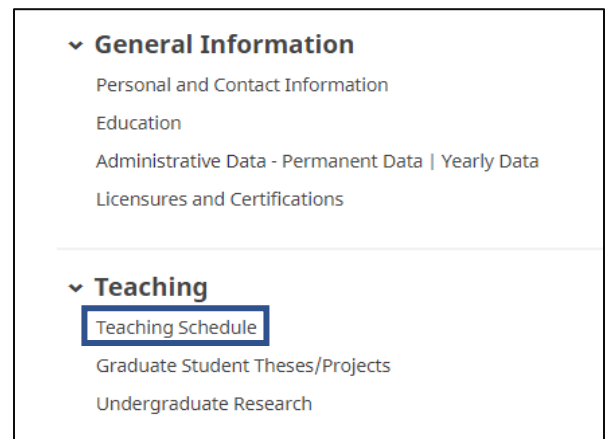 General Information
Personal and Contact Information
Education
Administrative Data - Permanent Data | Yearly Data
Licensures and Certifications
Teaching
Teaching Schedule
Graduate Student Theses/Projects
Undergraduate Research